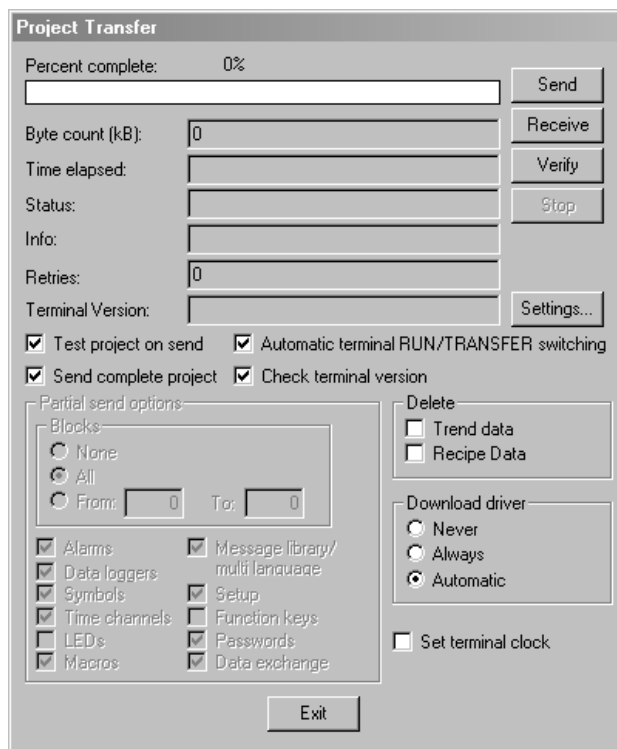 Project Transfer
Percent complete: 0%
Send
Byte count (kB): 0
Receive
Time elapsed:
Verify
Status:
Stop
Info:
Retries: 0
Terminal Version:
Settings...
Test project on send
Automatic terminal RUN/TRANSFER switching
Send complete project
Check terminal version
Partial send options
Blocks
None
All
From: 0 To: 0
Alarms
Data loggers
Symbols
Time channels
LEDs
Macros
Message library/
multi language
Setup
Function keys
Passwords
Data exchange
Delete
Trend data
Recipe Data
Download driver
Never
Always
Automatic
Set terminal clock
Exit